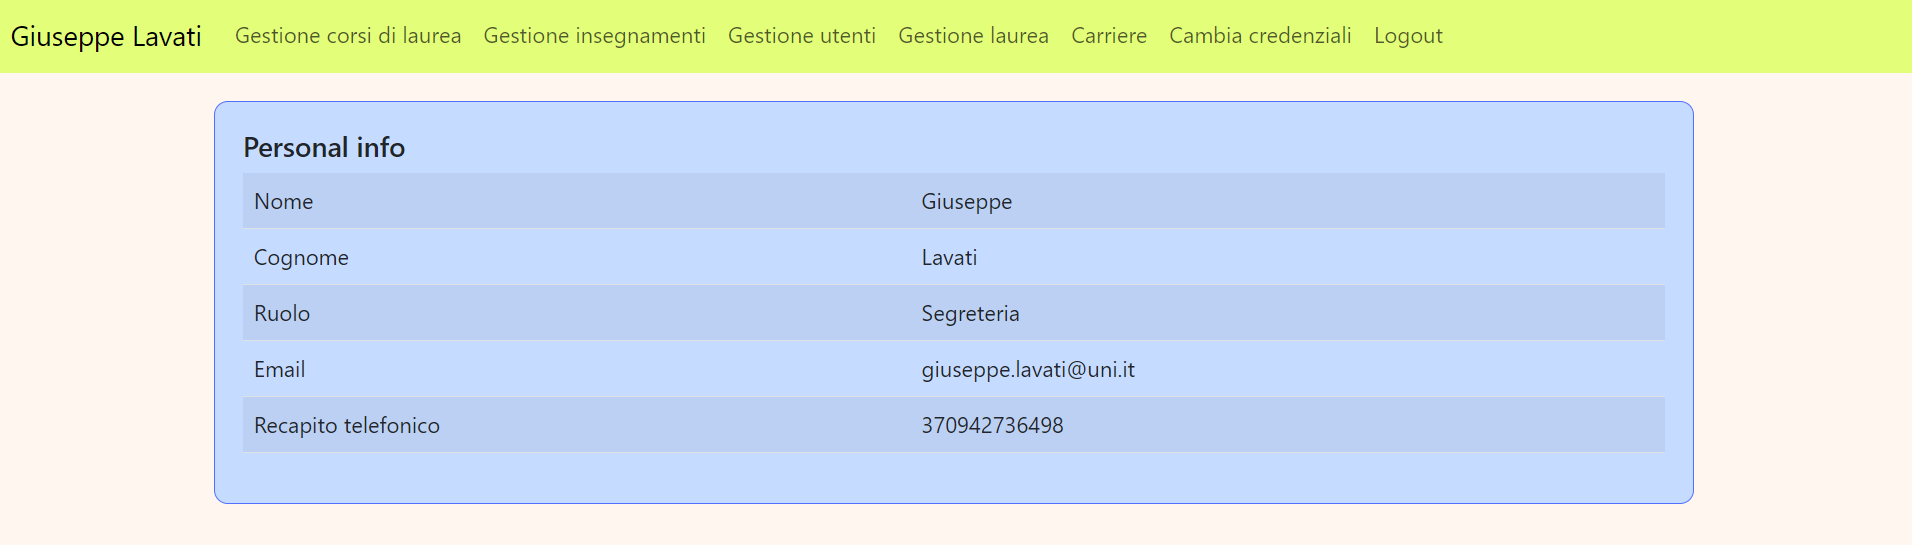 Giuseppe Lavati Gestione corsi di laurea Gestione insegnamenti Gestione utenti Gestione laurea Carriere Cambia credenziali Logout
Personal info
Nome Giuseppe
Cognome Lavati
Ruolo Segreteria
Email giuseppe.lavati@uni.it
Recapito telefonico 370942736498